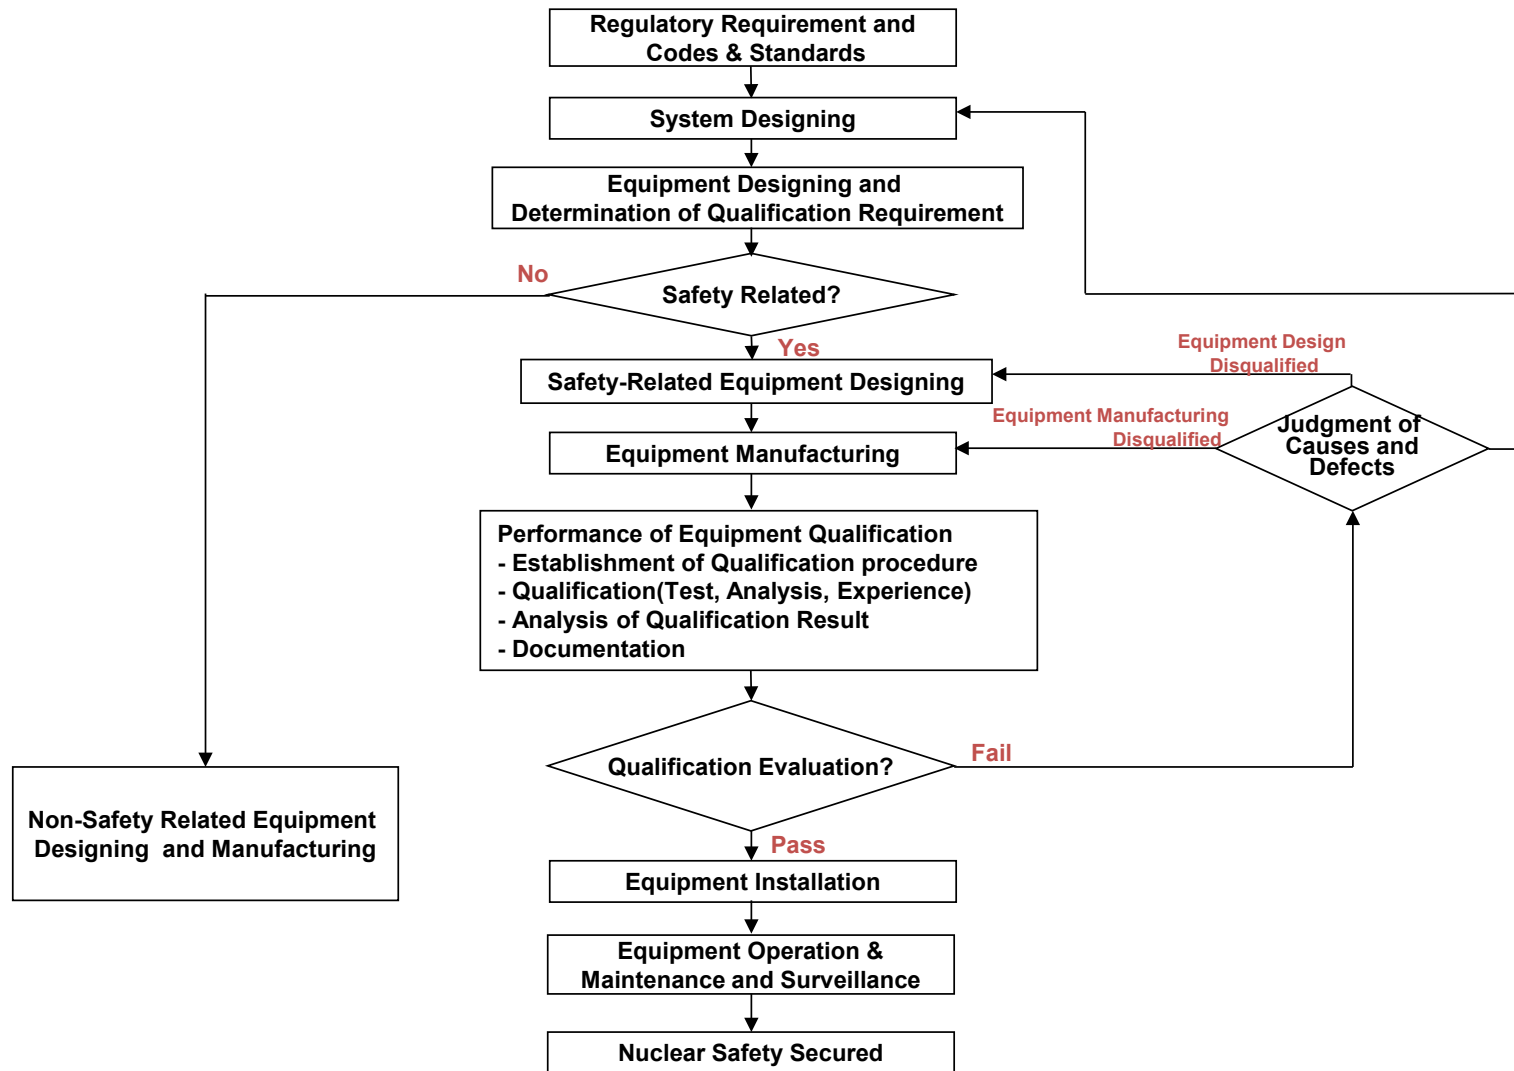 Regulatory Requirement and
Codes & Standards
System Designing
Equipment Designing and
Determination of Qualification Requirement
No
Safety Related?
Yes
Equipment Design
Disqualified
Safety-Related Equipment Designing
Equipment Manufacturing
Disqualified
Judgment of
Causes and
Defects
Equipment Manufacturing
Performance of Equipment Qualification
- Establishment of Qualification procedure
- Qualification(Test, Analysis, Experience)
- Analysis of Qualification Result
- Documentation
Qualification Evaluation?
Fail
Non-Safety Related Equipment
Designing and Manufacturing
Pass
Equipment Installation
Equipment Operation &
Maintenance and Surveillance
Nuclear Safety Secured